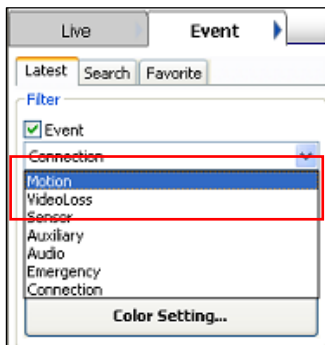 Live Event
Latest Search Favorite
Filter
Event
Connection
Motion
VideoLoss
Sensor
Auxiliary
Audio
Emergency
Connection
Color Setting...